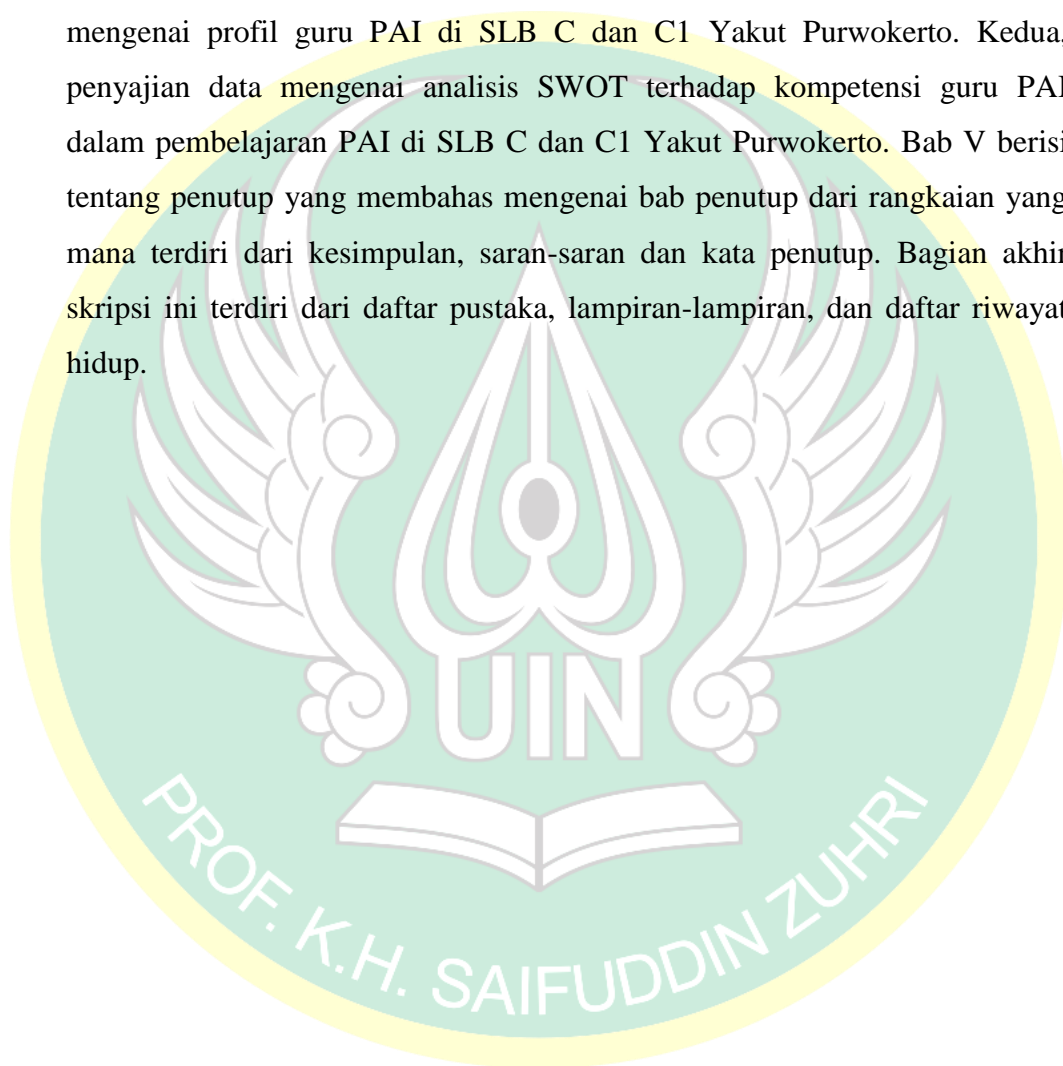 mengenai profil guru PAI di SLB C dan C1 Yakut Purwokerto. Kedua,
penyajian data mengenai analisis SWOT terhadap kompetensi guru PAI
dalam pembelajaran PAI di SLB C dan C1 Yakut Purwokerto. Bab V berisi
tentang penutup yang membahas mengenai bab penutup dari rangkaian yang
mana terdiri dari kesimpulan, saran-saran dan kata penutup. Bagian akhir
skripsi ini terdiri dari daftar pustaka, lampiran-lampiran, dan daftar riwayat
hidup.
UIN
PROF. K.H. SAIFUDDIN ZUHRI